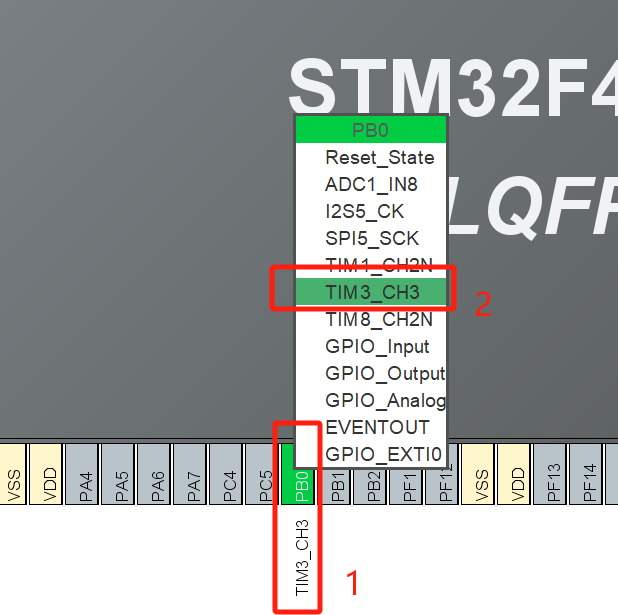 STM32F4
LQFP
PB0
Reset_State
ADC1_IN8
I2S5_CK
SPI5_SCK
TIM1_CH2N
TIM3_CH3
TIM8_CH2N
GPIO_Input
GPIO_Output
GPIO_Analog
EVENTOUT
GPIO_EXTI0
2
VSS
VDD
PA4
PA5
PA6
PA7
PC4
PC5
PB0
PB1
PB2
PF1
PF12
VSS
VDD
PF13
PF14
TIM3_CH3
1